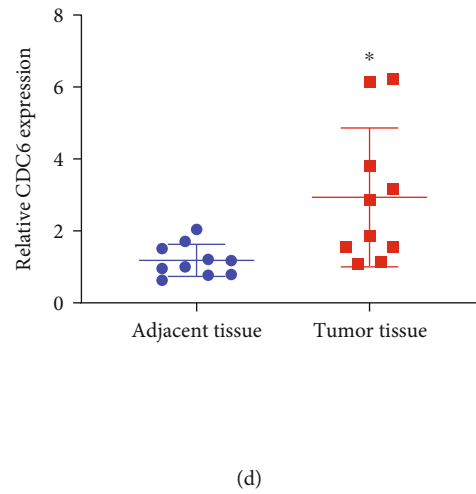 8
6
4
2
0
Relative CDC6 expression
*
Adjacent tissue
Tumor tissue
(d)